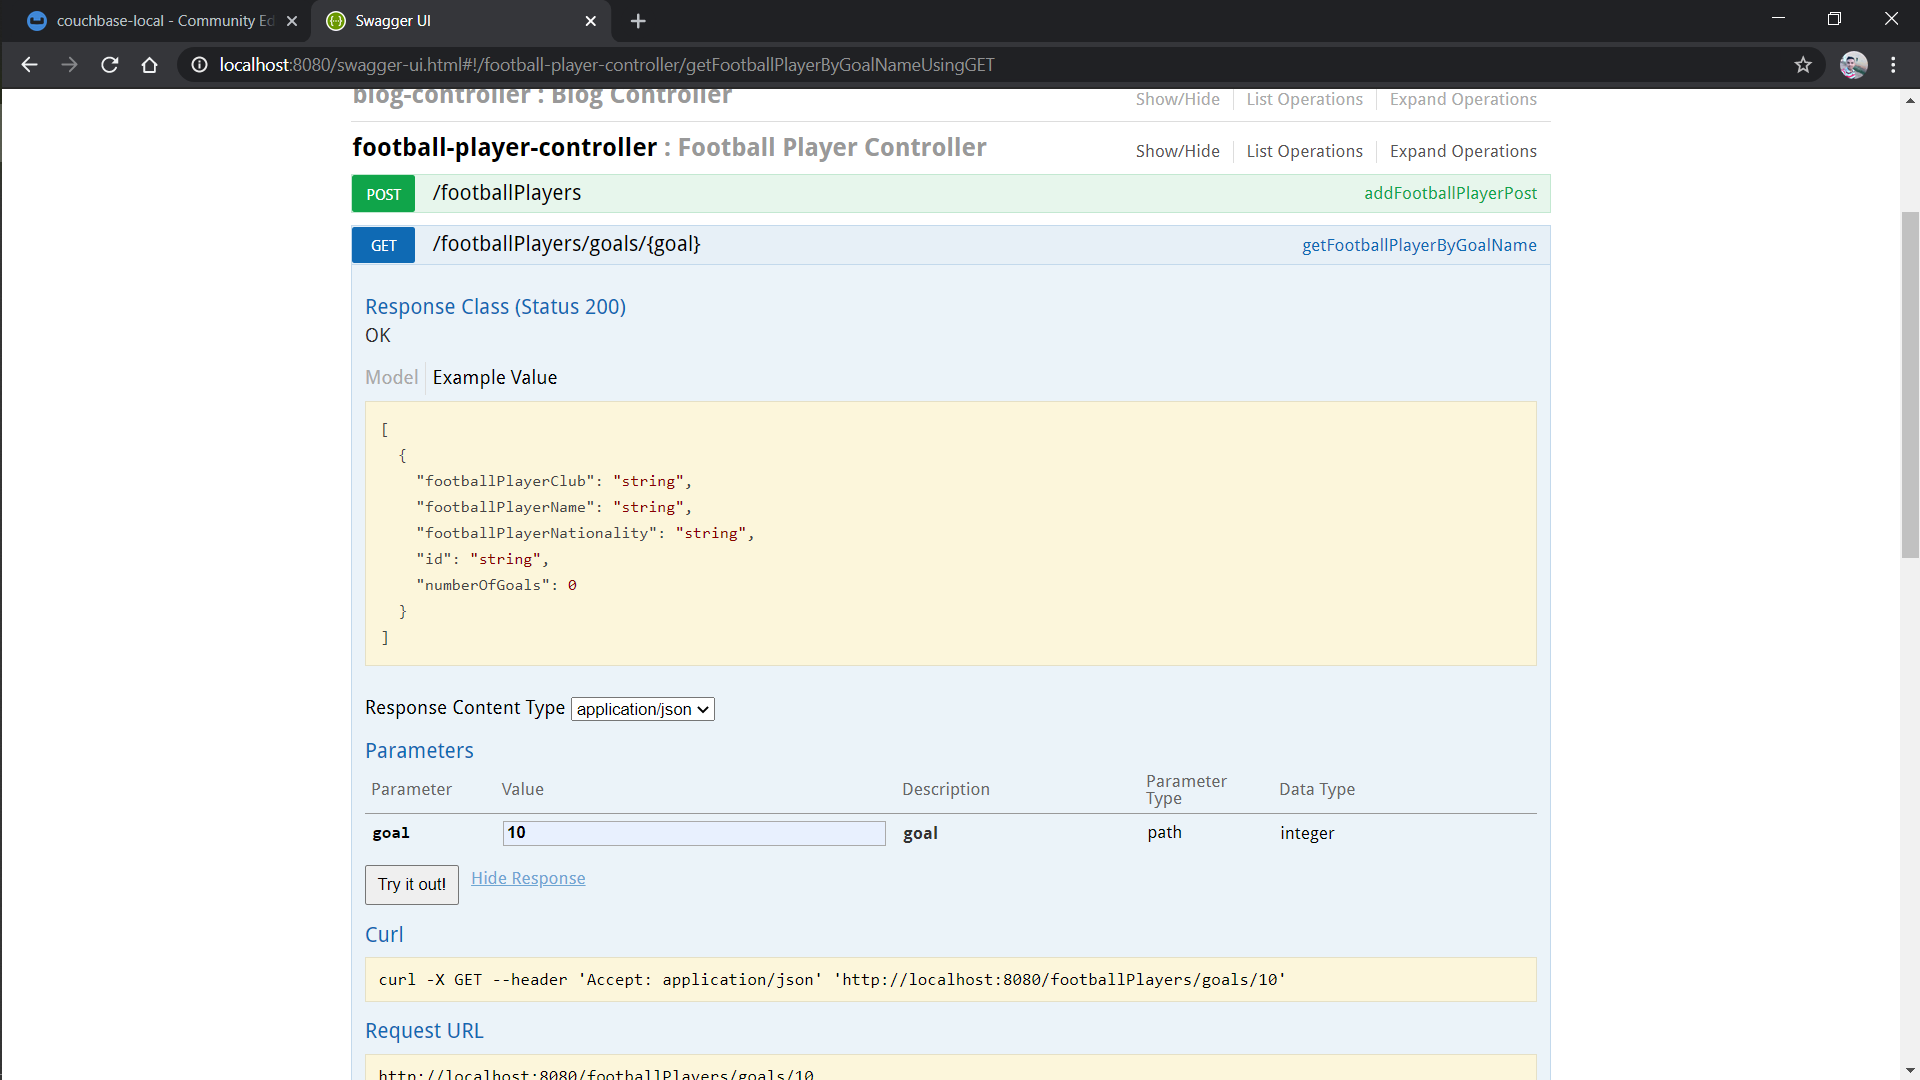 couchbase-local - Community Ed
Swagger UI
localhost:8080/swagger-ui.html#!/football-player-controller/getFootballPlayerByGoalNameUsingGET
blog-controller : Blog Controller
Show/Hide List Operations Expand Operations
football-player-controller : Football Player Controller
Show/Hide List Operations Expand Operations
POST /footballPlayers addFootballPlayerPost
GET /footballPlayers/goals/{goal} getFootballPlayerByGoalName
Response Class (Status 200)
OK
Model Example Value
[
{
"footballPlayerClub": "string",
"footballPlayerName": "string",
"footballPlayerNationality": "string",
"id": "string",
"numberOfGoals": 0
}
]
Response Content Type application/json
Parameters
Parameter Value Description Parameter Type Data Type
goal 10 goal path integer
Try it out! Hide Response
Curl
curl -X GET --header 'Accept: application/json' 'http://localhost:8080/footballPlayers/goals/10'
Request URL
http://localhost:8080/footballPlayers/goals/10